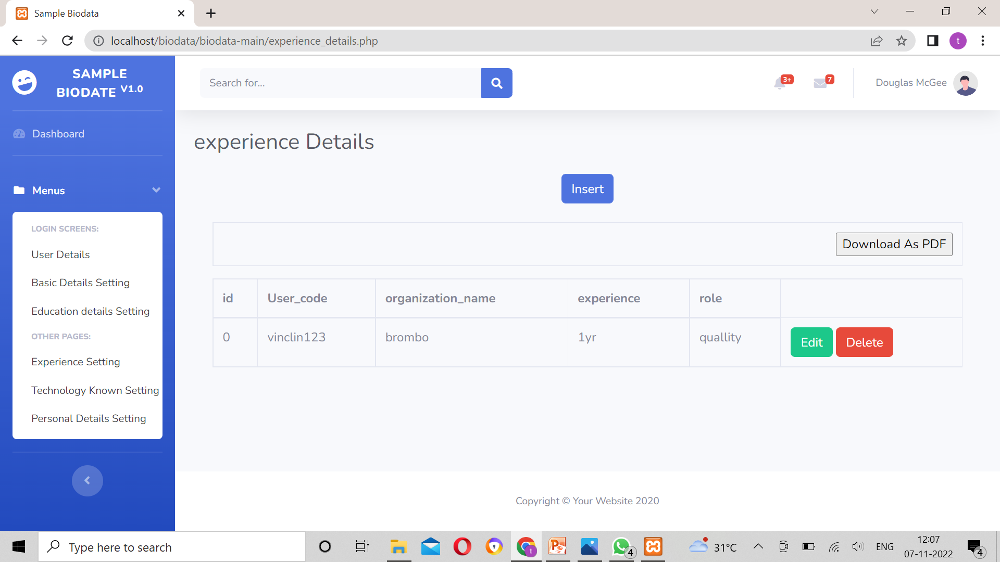 Sample Biodata
localhost/biodata/biodata-main/experience_details.php
t
SAMPLE
BIODATE V1.0
Search for...
3+
7
Douglas McGee
Dashboard
Menus
LOGIN SCREENS:
User Details
Basic Details Setting
Education details Setting
OTHER PAGES:
Experience Setting
Technology Known Setting
Personal Details Setting
experience Details
Insert
Download As PDF
id User_code organization_name experience role
0 vinclin123 brombo 1yr quallity Edit Delete
Copyright © Your Website 2020
Type here to search
t
P
4
31°C
ENG
12:07
07-11-2022
4